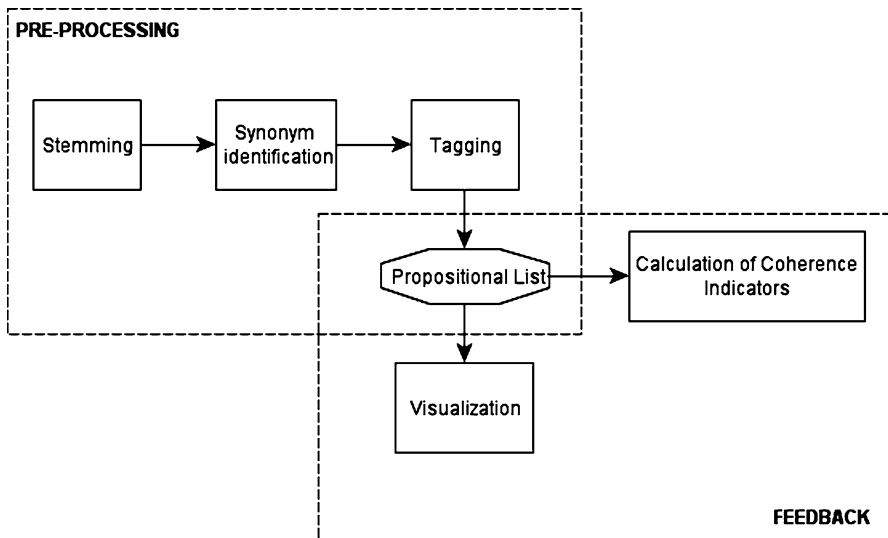 PRE-PROCESSING
Stemming
Synonym
identification
Tagging
Propositional List
Calculation of Coherence
Indicators
Visualization
FEEDBACK